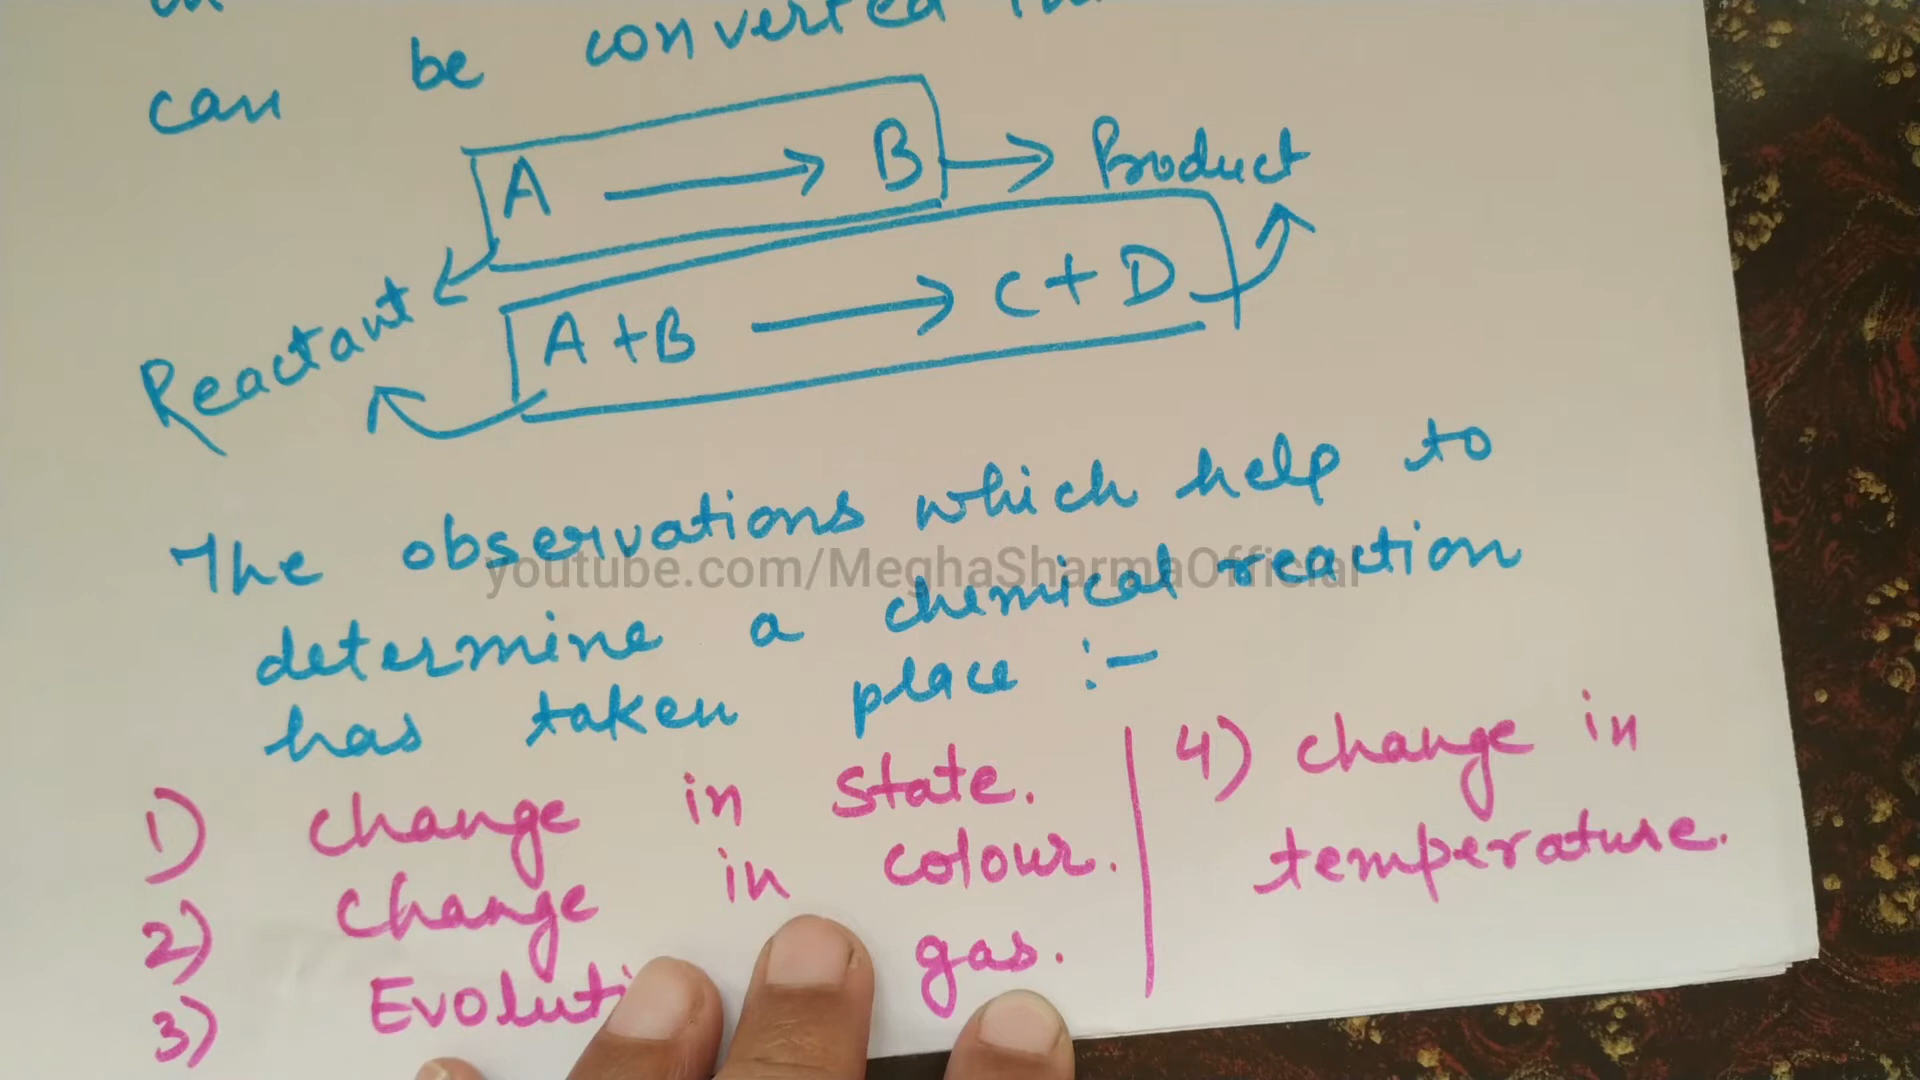 can be converted
A → B → Product
Reactant
A + B → C + D
The observations which help to
determine a chemical reaction
has taken place :-
1) Change in state.
2) Change in colour.
3) Evoluti gas.
4) Change in
temperature.
youtube.com/MeghaSharmaOfficial